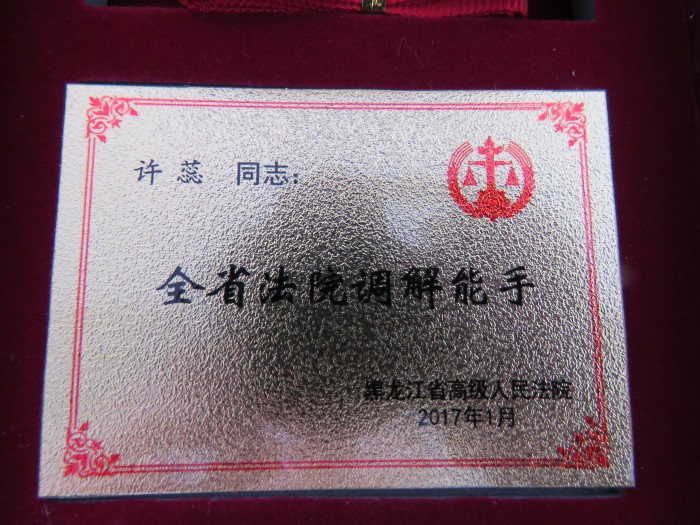 许蕊 同志：
全省法院调解能手
黑龙江省高级人民法院
2017年1月